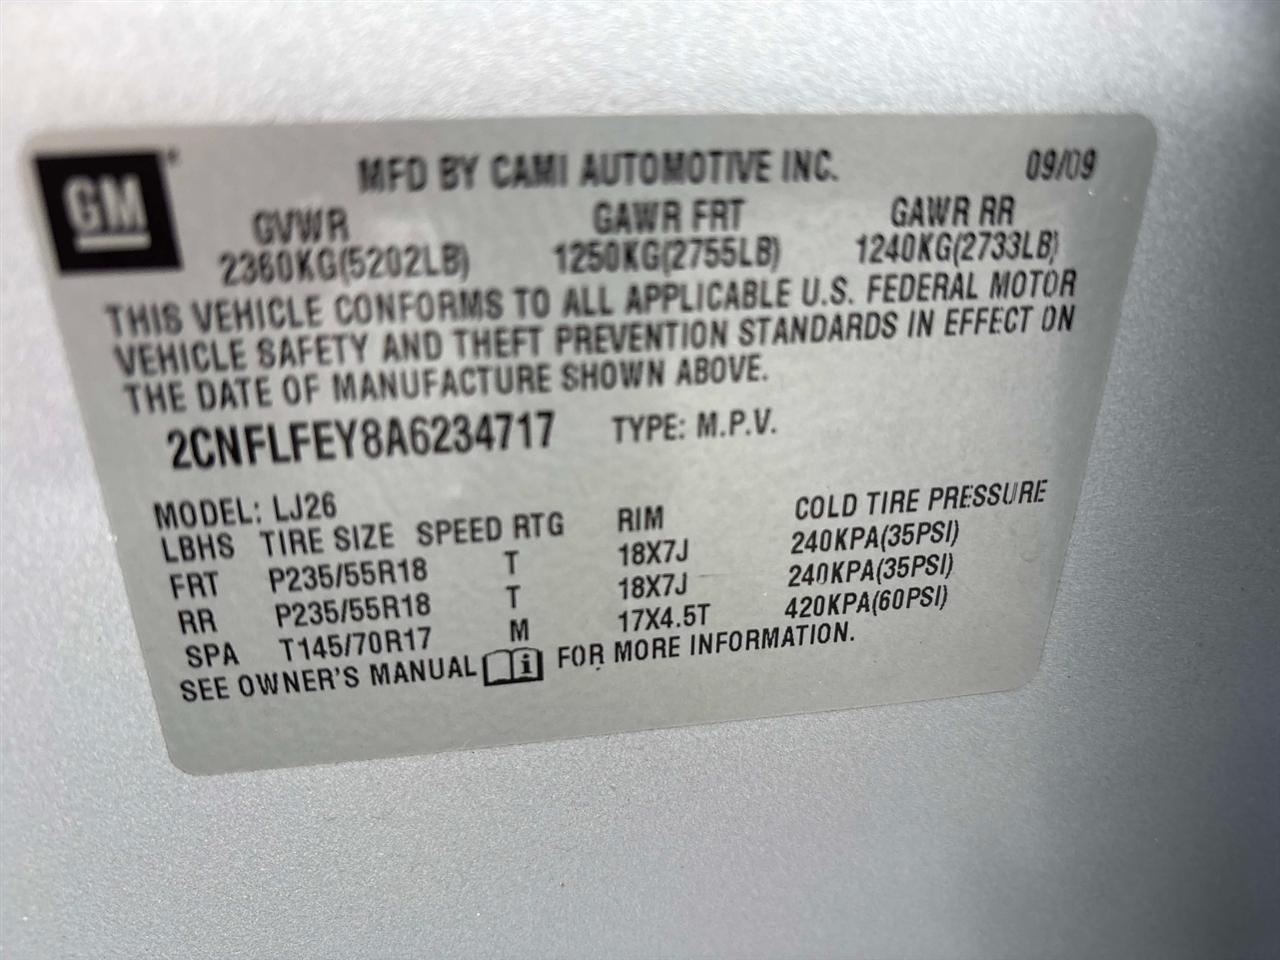 GM
MFD BY CAMI AUTOMOTIVE INC. 09/09
GVWR GAWR FRT GAWR RR
2360KG(5202LB) 1250KG(2755LB) 1240KG(2733LB)
THIS VEHICLE CONFORMS TO ALL APPLICABLE U.S. FEDERAL MOTOR
VEHICLE SAFETY AND THEFT PREVENTION STANDARDS IN EFFECT ON
THE DATE OF MANUFACTURE SHOWN ABOVE.
2CNFLFEY8A6234717 TYPE: M.P.V.
MODEL: LJ26
LBHS TIRE SIZE SPEED RTG RIM COLD TIRE PRESSURE
FRT P235/55R18 T 18X7J 240KPA(35PSI)
RR P235/55R18 T 18X7J 240KPA(35PSI)
SPA T145/70R17 M 17X4.5T 420KPA(60PSI)
SEE OWNER'S MANUAL i FOR MORE INFORMATION.